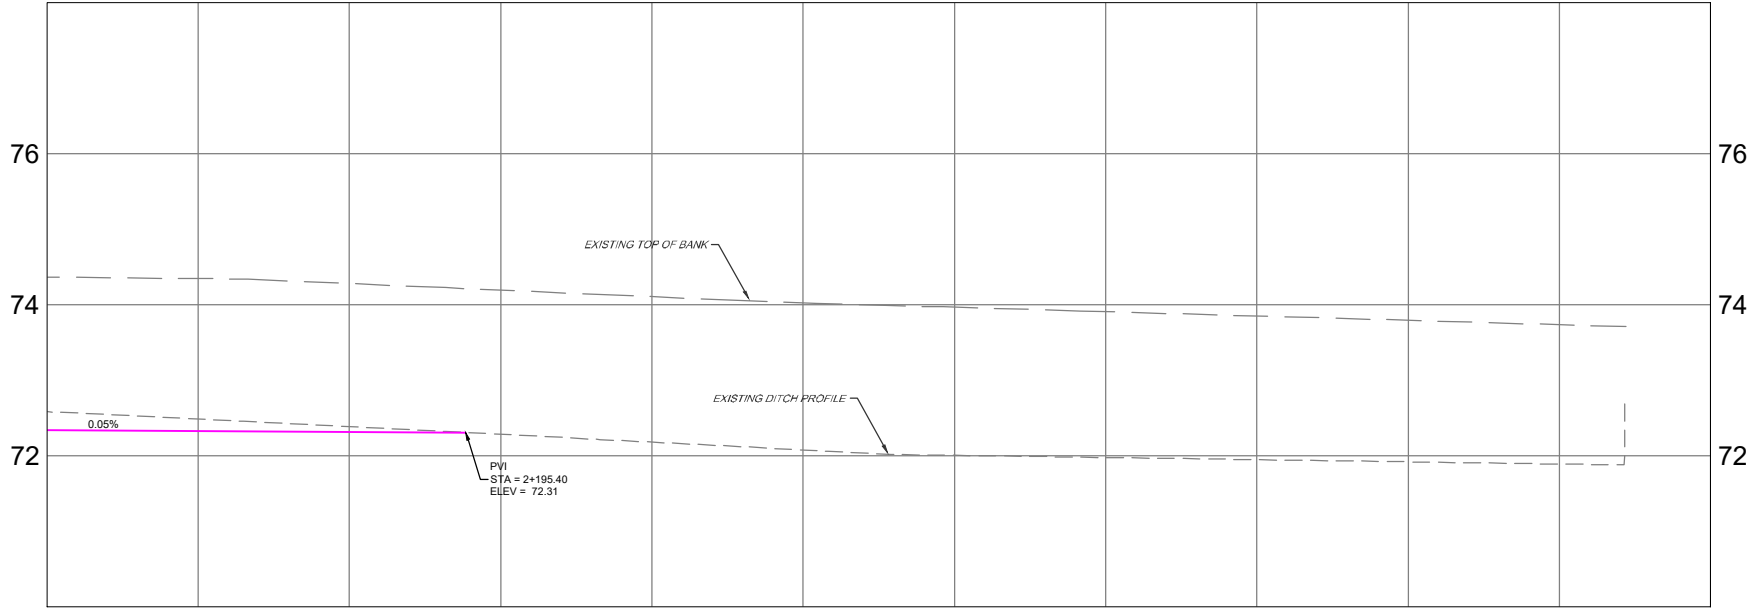 76
76
EXISTING TOP OF BANK
74
74
EXISTING DITCH PROFILE
0.05%
72
72
PVI
STA = 2+195.40
ELEV = 72.31